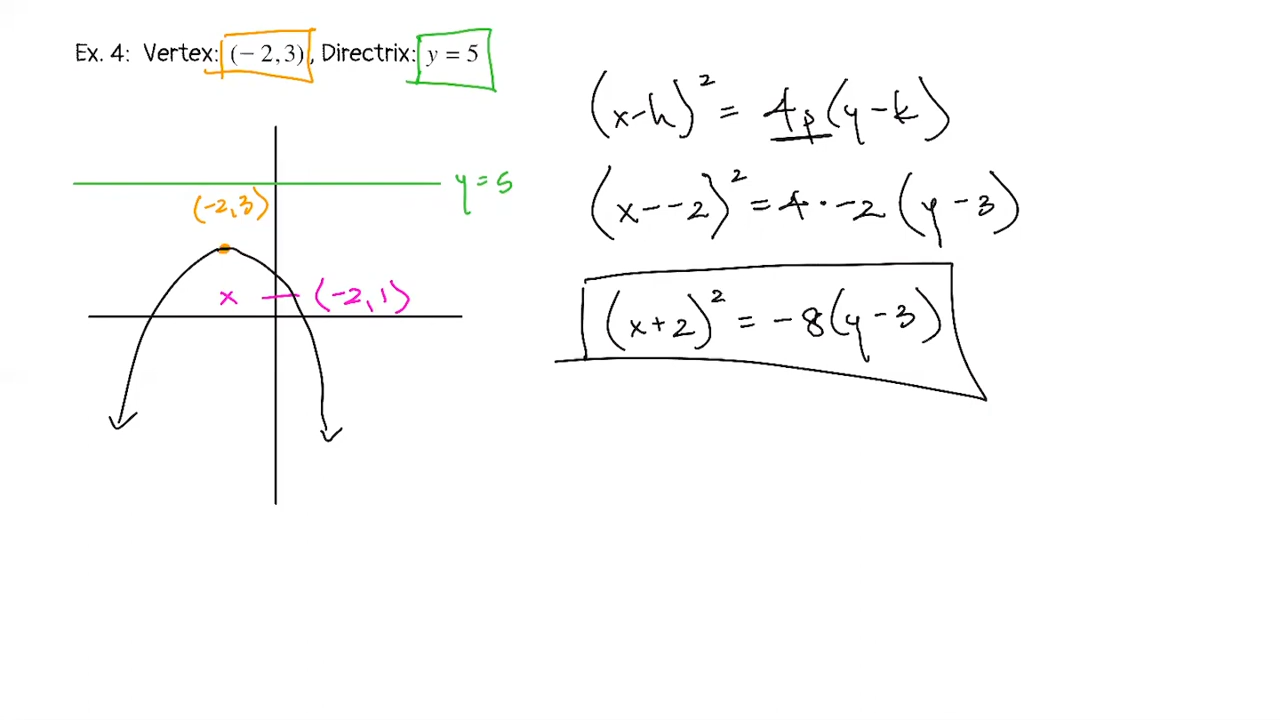 Ex. 4: Vertex: (−2,3), Directrix: y = 5
(x-h)² = 4p(y-k)
(x--2)² = 4·-2(y-3)
(x+2)² = -8(y-3)
y=5
(-2,3)
x (-2,1)